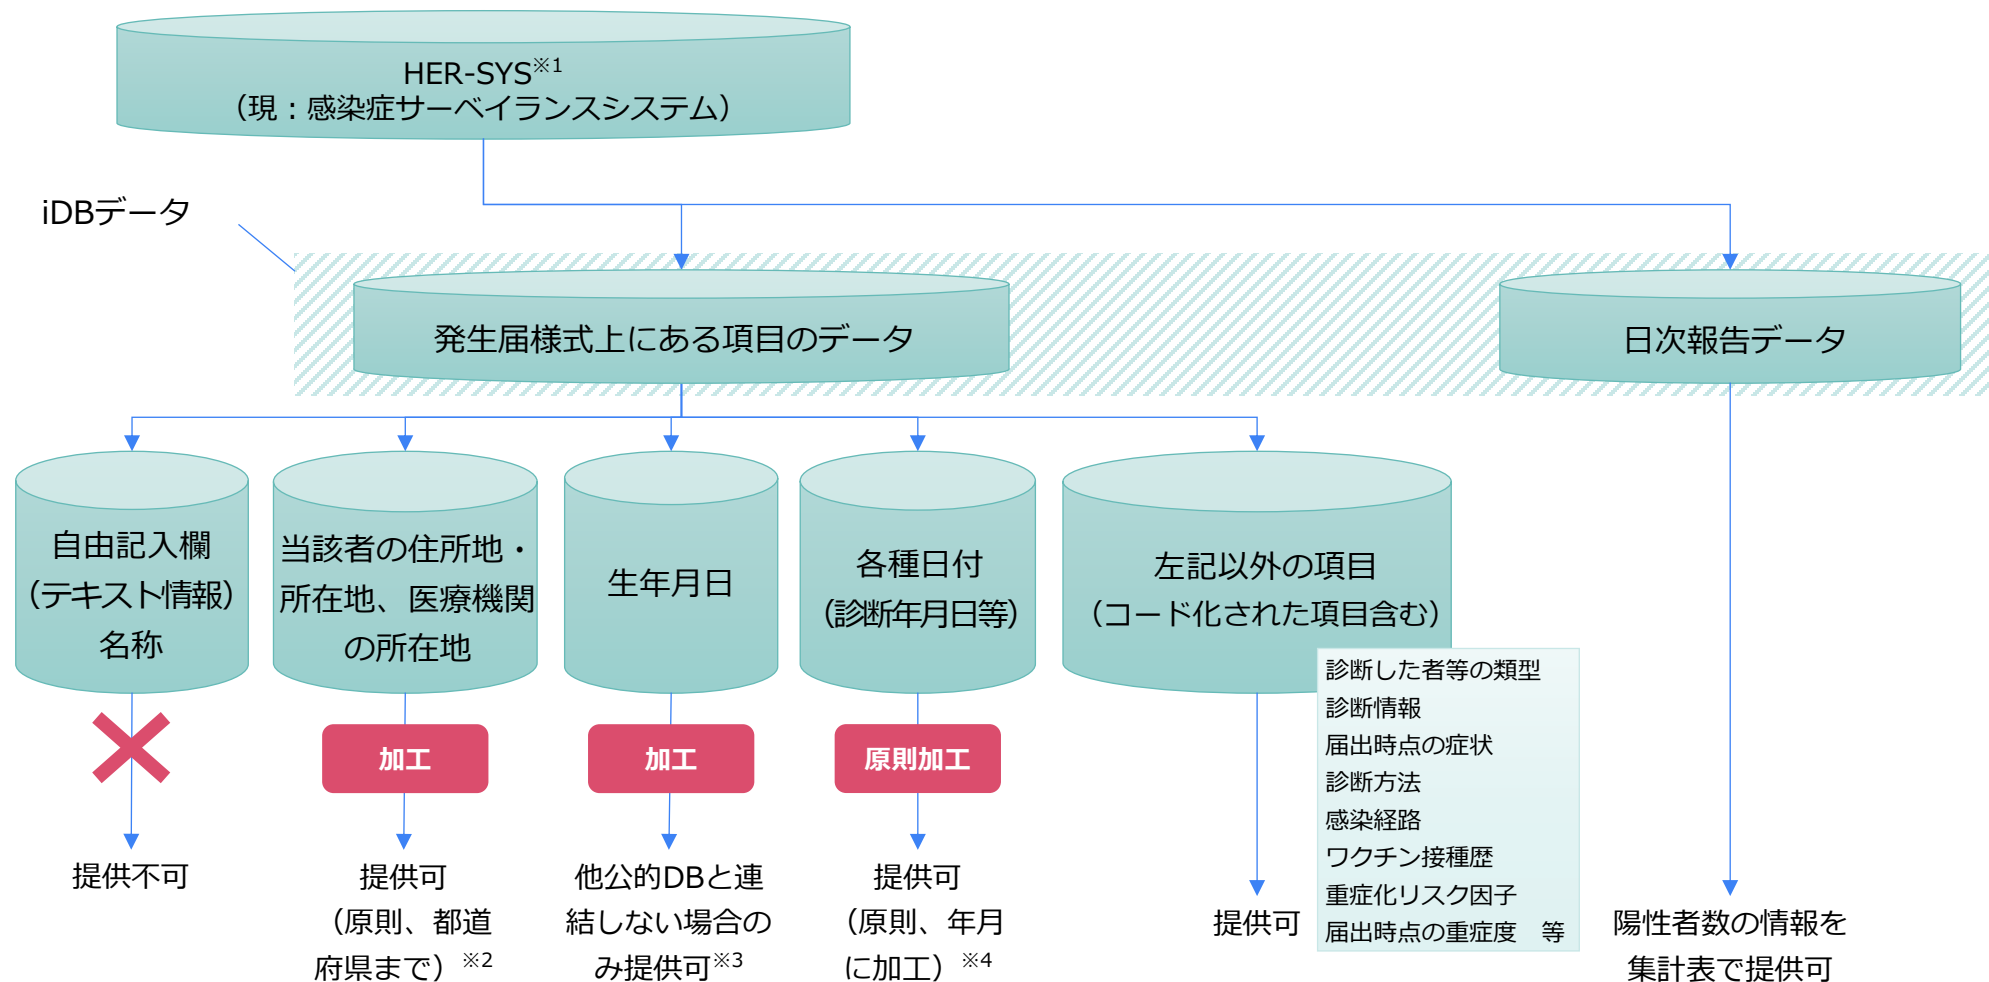 HER-SYS※1
（現：感染症サーベイランスシステム）
iDBデータ
発生届様式上にある項目のデータ
日次報告データ
自由記入欄
（テキスト情報）
名称
当該者の住所地・
所在地、医療機関
の所在地
生年月日
各種日付
（診断年月日等）
左記以外の項目
（コード化された項目含む）
診断した者等の類型
診断情報
届出時点の症状
診断方法
感染経路
ワクチン接種歴
重症化リスク因子
届出時点の重症度　等
加工
加工
原則加工
提供不可
提供可
（原則、都道
府県まで）※2
他公的DBと連
結しない場合の
み提供可※3
提供可
（原則、年月
に加工）※4
提供可
陽性者数の情報を
集計表で提供可